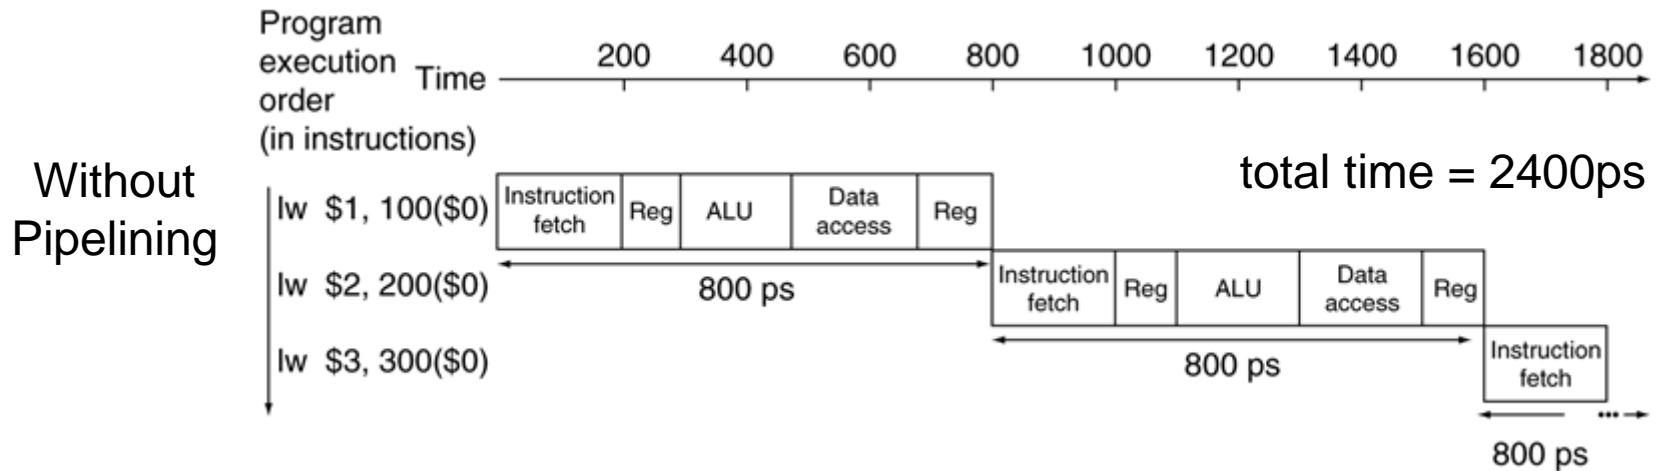 Program
execution
order
(in instructions)
Time
200 400 600 800 1000 1200 1400 1600 1800
Without
Pipelining
total time = 2400ps
lw $1, 100($0)
Instruction
fetch
Reg
ALU
Data
access
Reg
800 ps
lw $2, 200($0)
Instruction
fetch
Reg
ALU
Data
access
Reg
800 ps
lw $3, 300($0)
Instruction
fetch
...
800 ps